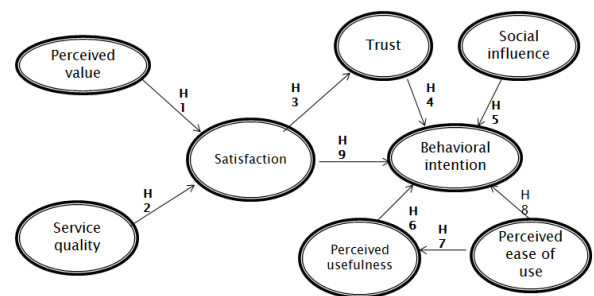 Perceived
value
Trust
Social
influence
H
1
H
3
H
4
H
5
Satisfaction
H
9
Behavioral
intention
H
2
Service
quality
H
6
H
7
H
8
Perceived
usefulness
Perceived
ease of
use